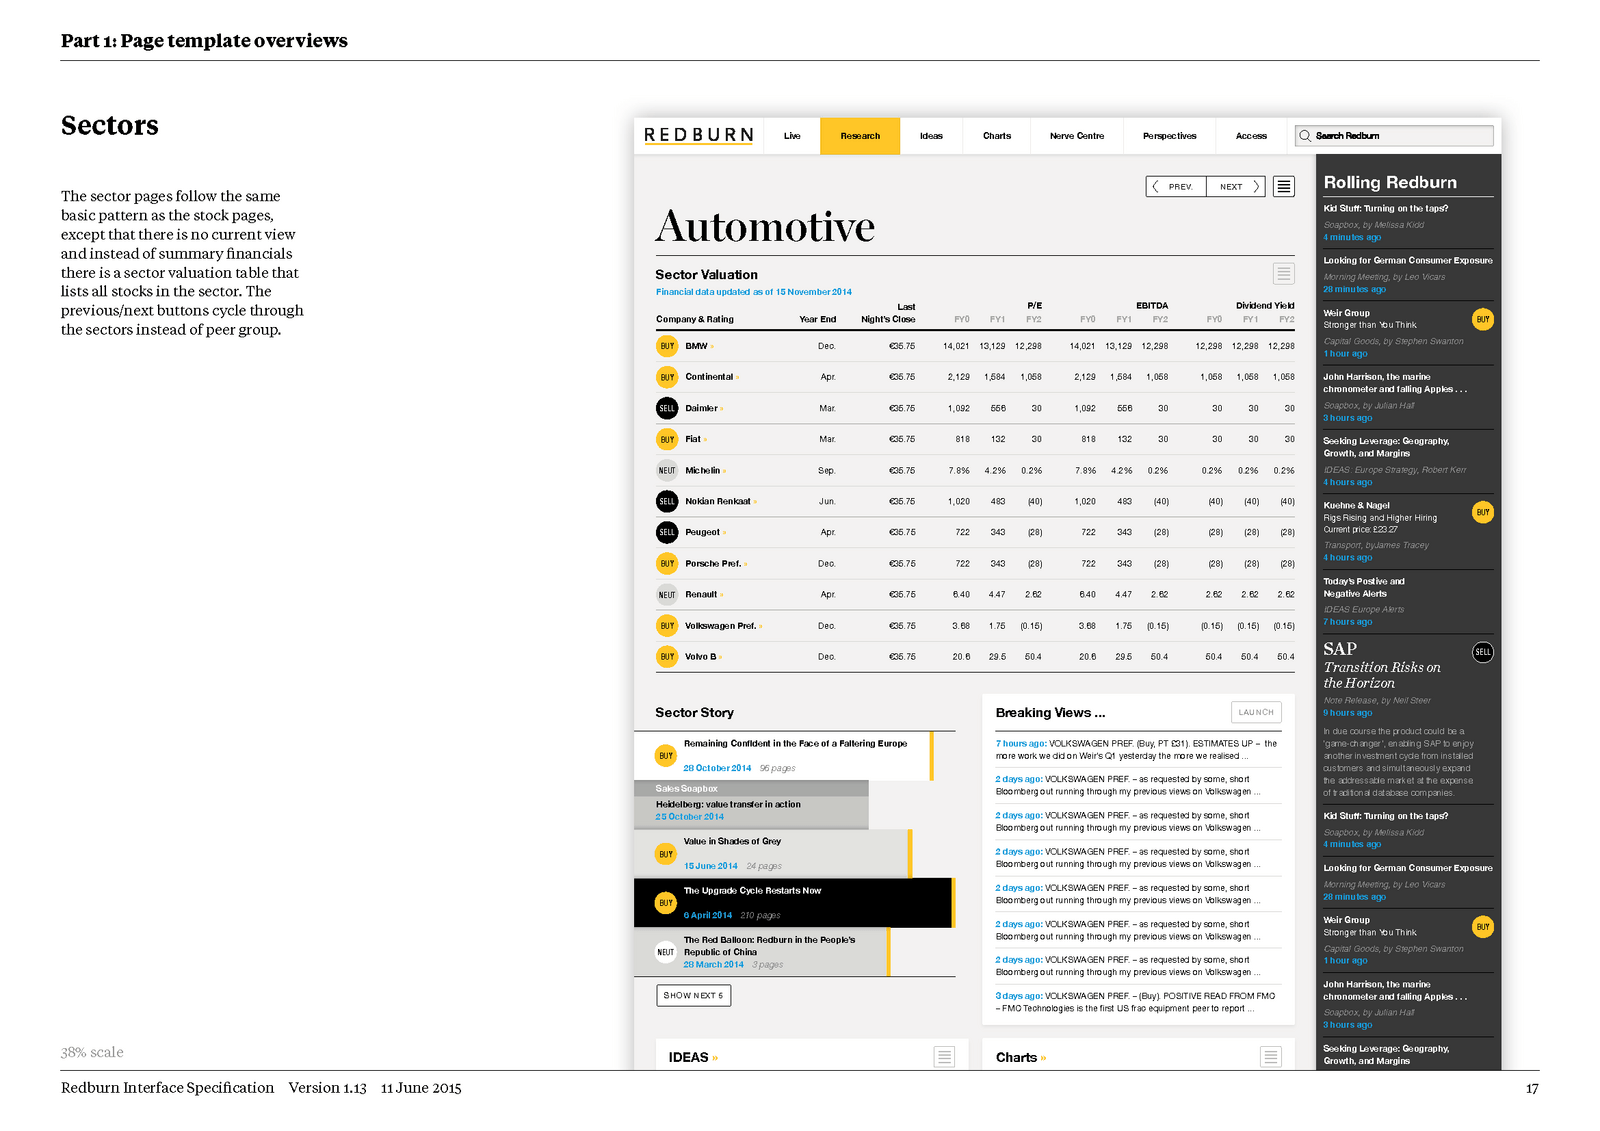 Part 1: Page template overviews
Sectors
The sector pages follow the same
basic pattern as the stock pages,
except that there is no current view
and instead of summary financials
there is a sector valuation table that
lists all stocks in the sector. The
previous/next buttons cycle through
the sectors instead of peer group.
REDBURN Live Research Ideas Charts Nerve Centre Perspectives Access Search Redburn
PREV. NEXT
Automotive
Sector Valuation
Financial data updated as of 15 November 2014
Last P/E EBITDA Dividend Yield
Company & Rating Year End Night's Close FY0 FY1 FY2 FY0 FY1 FY2 FY0 FY1 FY2
BUY BMW » Dec. €35.75 14,021 13,129 12,298 14,021 13,129 12,298 12,298 12,298 12,298
BUY Continental » Apr. €35.75 2,129 1,584 1,058 2,129 1,584 1,058 1,058 1,058 1,058
SELL Daimler » Mar. €35.75 1,092 556 30 1,092 556 30 30 30 30
BUY Fiat » Mar. €35.75 818 132 30 818 132 30 30 30 30
NEUT Michelin » Sep. €35.75 7.8% 4.2% 0.2% 7.8% 4.2% 0.2% 0.2% 0.2% 0.2%
SELL Nokian Renkaat » Jun. €35.75 1,020 483 (40) 1,020 483 (40) (40) (40) (40)
SELL Peugeot » Apr. €35.75 722 343 (28) 722 343 (28) (28) (28) (28)
BUY Porsche Pref. » Dec. €35.75 722 343 (28) 722 343 (28) (28) (28) (28)
NEUT Renault » Apr. €35.75 6.40 4.47 2.62 6.40 4.47 2.62 2.62 2.62 2.62
BUY Volkswagen Pref. » Dec. €35.75 3.68 1.75 (0.15) 3.68 1.75 (0.15) (0.15) (0.15) (0.15)
BUY Volvo B » Dec. €35.75 20.6 29.5 50.4 20.6 29.5 50.4 50.4 50.4 50.4
Sector Story
BUY Remaining Confident in the Face of a Faltering Europe
28 October 2014 96 pages
Sales Soapbox
Heidelberg: value transfer in action
25 October 2014
BUY Value in Shades of Grey
15 June 2014 24 pages
BUY The Upgrade Cycle Restarts Now
6 April 2014 210 pages
NEUT The Red Balloon: Redburn in the People's
Republic of China
28 March 2014 3 pages
SHOW NEXT 5
Breaking Views ... LAUNCH
7 hours ago: VOLKSWAGEN PREF. (Buy, PT £31). ESTIMATES UP – the
more work we did on Weir's Q1 yesterday the more we realised ...
2 days ago: VOLKSWAGEN PREF. – as requested by some, short
Bloomberg out running through my previous views on Volkswagen ...
2 days ago: VOLKSWAGEN PREF. – as requested by some, short
Bloomberg out running through my previous views on Volkswagen ...
2 days ago: VOLKSWAGEN PREF. – as requested by some, short
Bloomberg out running through my previous views on Volkswagen ...
2 days ago: VOLKSWAGEN PREF. – as requested by some, short
Bloomberg out running through my previous views on Volkswagen ...
2 days ago: VOLKSWAGEN PREF. – as requested by some, short
Bloomberg out running through my previous views on Volkswagen ...
2 days ago: VOLKSWAGEN PREF. – as requested by some, short
Bloomberg out running through my previous views on Volkswagen ...
3 days ago: VOLKSWAGEN PREF. – (Buy). POSITIVE READ FROM FMC
– FMC Technologies is the first US frac equipment peer to report ...
IDEAS »
Charts »
Rolling Redburn
Kid Stuff: Turning on the taps?
Soapbox, by Melissa Kidd
4 minutes ago
Looking for German Consumer Exposure
Morning Meeting, by Leo Vicars
28 minutes ago
Weir Group BUY
Stronger than You Think
Capital Goods, by Stephen Swanton
1 hour ago
John Harrison, the marine
chronometer and falling Apples . . .
Soapbox, by Julian Hall
3 hours ago
Seeking Leverage: Geography,
Growth, and Margins
IDEAS: Europe Strategy, Robert Kerr
4 hours ago
Kuehne & Nagel BUY
Rigs Rising and Higher Hiring
Current price: £23.27
Transport, byJames Tracey
4 hours ago
Today's Postive and
Negative Alerts
IDEAS Europe Alerts
7 hours ago
SAP SELL
Transition Risks on
the Horizon
Note Release, by Neil Steer
9 hours ago
In due course the product could be a
'game-changer', enabling SAP to enjoy
another investment cycle from installed
customers and simultaneously expand
the addressable market at the expense
of traditional database companies.
Kid Stuff: Turning on the taps?
Soapbox, by Melissa Kidd
4 minutes ago
Looking for German Consumer Exposure
Morning Meeting, by Leo Vicars
28 minutes ago
Weir Group BUY
Stronger than You Think
Capital Goods, by Stephen Swanton
1 hour ago
John Harrison, the marine
chronometer and falling Apples . . .
Soapbox, by Julian Hall
3 hours ago
Seeking Leverage: Geography,
Growth, and Margins
38% scale
Redburn Interface Specification Version 1.13 11 June 2015 17